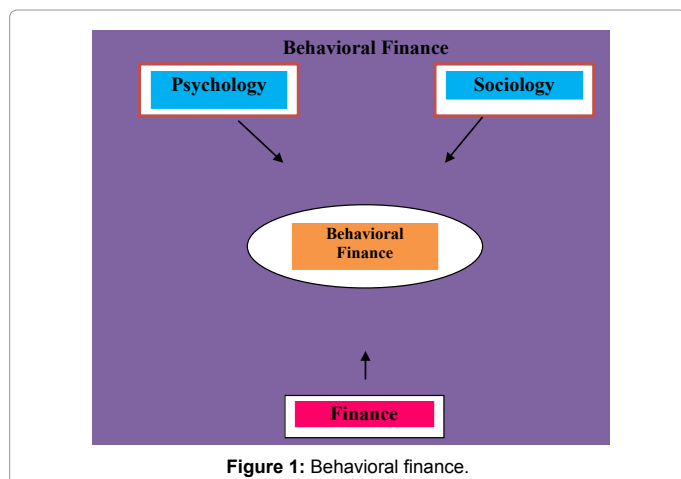 Behavioral Finance
Psychology
Sociology
Behavioral
Finance
Finance
Figure 1: Behavioral finance.